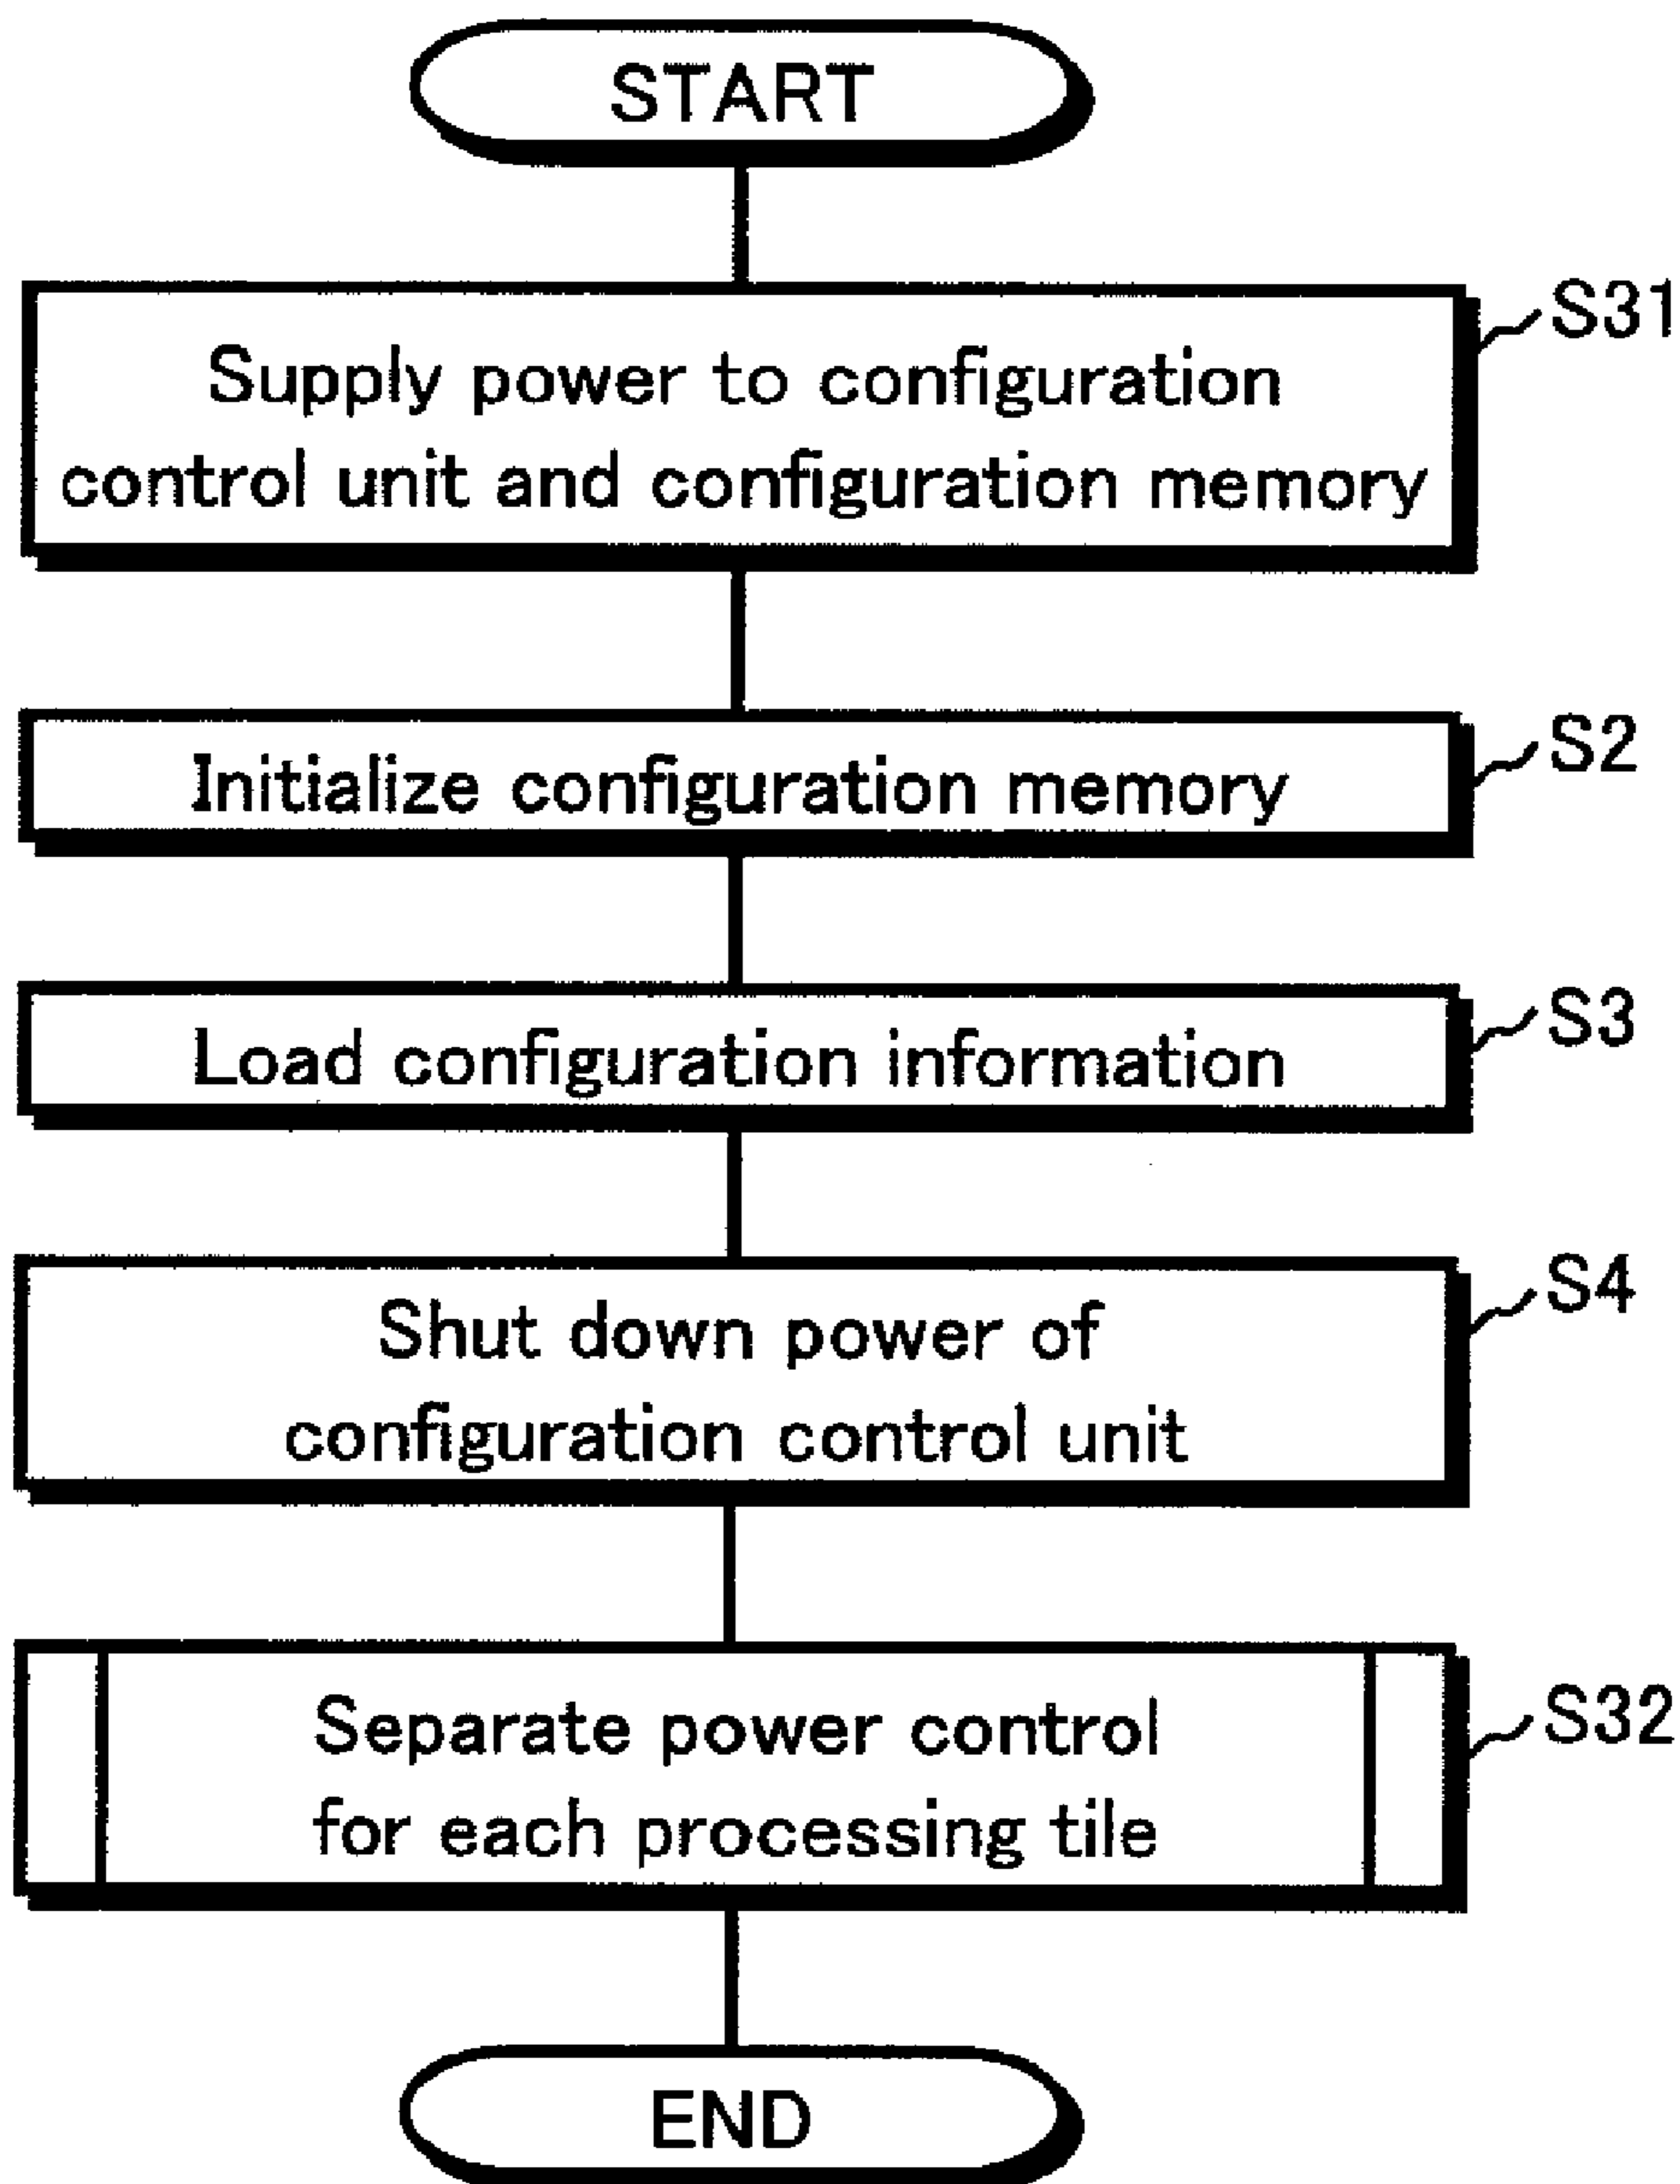 START
S31
Supply power to configuration
control unit and configuration memory
S2
Initialize configuration memory
S3
Load configuration information
S4
Shut down power of
configuration control unit
S32
Separate power control
for each processing tile
END